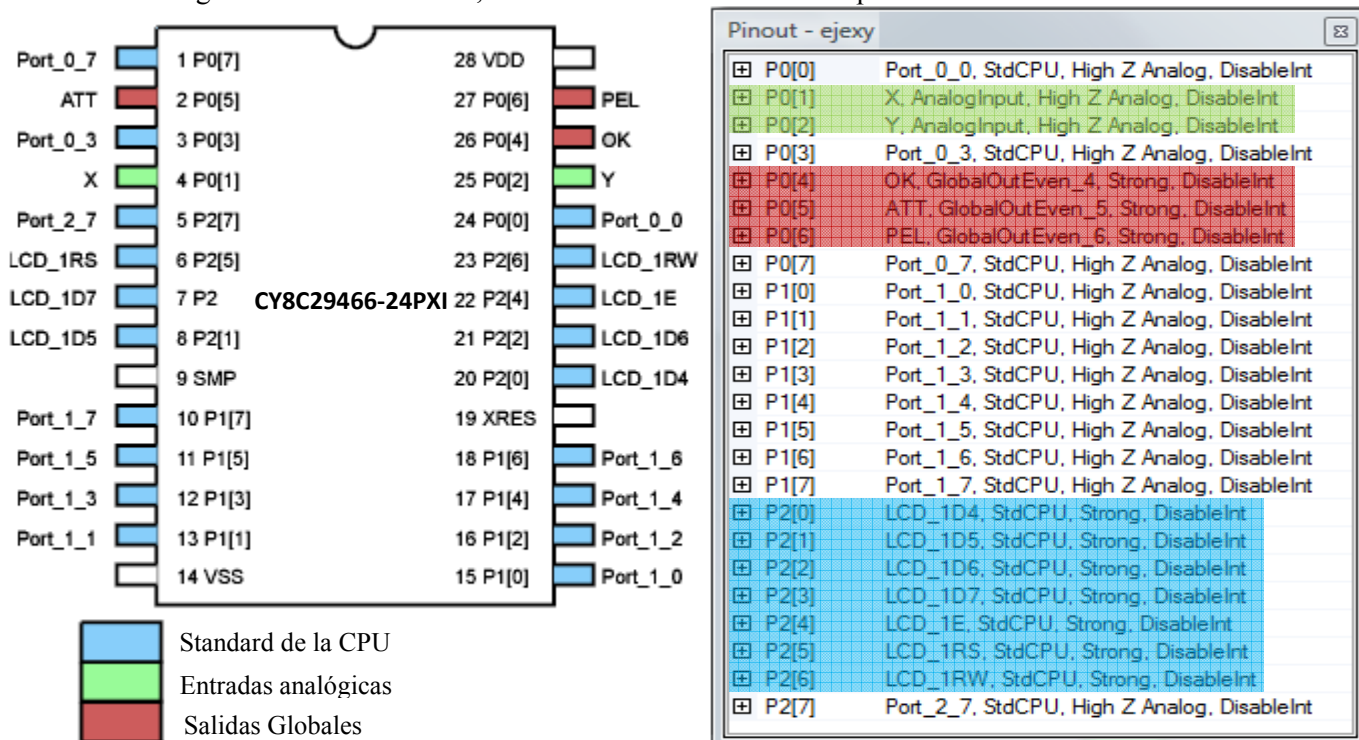 Port_0_7 1 P0[7] 28 VDD
ATT 2 P0[5] 27 P0[6] PEL
Port_0_3 3 P0[3] 26 P0[4] OK
X 4 P0[1] 25 P0[2] Y
Port_2_7 5 P2[7] 24 P0[0] Port_0_0
LCD_1RS 6 P2[5] 23 P2[6] LCD_1RW
LCD_1D7 7 P2 CY8C29466-24PXI 22 P2[4] LCD_1E
LCD_1D5 8 P2[1] 21 P2[2] LCD_1D6
9 SMP 20 P2[0] LCD_1D4
Port_1_7 10 P1[7] 19 XRES
Port_1_5 11 P1[5] 18 P1[6] Port_1_6
Port_1_3 12 P1[3] 17 P1[4] Port_1_4
Port_1_1 13 P1[1] 16 P1[2] Port_1_2
14 VSS 15 P1[0] Port_1_0
Standard de la CPU
Entradas analógicas
Salidas Globales
Pinout - ejexy
P0[0] Port_0_0, StdCPU, High Z Analog, DisableInt
P0[1] X, AnalogInput, High Z Analog, DisableInt
P0[2] Y, AnalogInput, High Z Analog, DisableInt
P0[3] Port_0_3, StdCPU, High Z Analog, DisableInt
P0[4] OK, GlobalOutEven_4, Strong, DisableInt
P0[5] ATT, GlobalOutEven_5, Strong, DisableInt
P0[6] PEL, GlobalOutEven_6, Strong, DisableInt
P0[7] Port_0_7, StdCPU, High Z Analog, DisableInt
P1[0] Port_1_0, StdCPU, High Z Analog, DisableInt
P1[1] Port_1_1, StdCPU, High Z Analog, DisableInt
P1[2] Port_1_2, StdCPU, High Z Analog, DisableInt
P1[3] Port_1_3, StdCPU, High Z Analog, DisableInt
P1[4] Port_1_4, StdCPU, High Z Analog, DisableInt
P1[5] Port_1_5, StdCPU, High Z Analog, DisableInt
P1[6] Port_1_6, StdCPU, High Z Analog, DisableInt
P1[7] Port_1_7, StdCPU, High Z Analog, DisableInt
P2[0] LCD_1D4, StdCPU, Strong, DisableInt
P2[1] LCD_1D5, StdCPU, Strong, DisableInt
P2[2] LCD_1D6, StdCPU, Strong, DisableInt
P2[3] LCD_1D7, StdCPU, Strong, DisableInt
P2[4] LCD_1E, StdCPU, Strong, DisableInt
P2[5] LCD_1RS, StdCPU, Strong, DisableInt
P2[6] LCD_1RW, StdCPU, Strong, DisableInt
P2[7] Port_2_7, StdCPU, High Z Analog, DisableInt